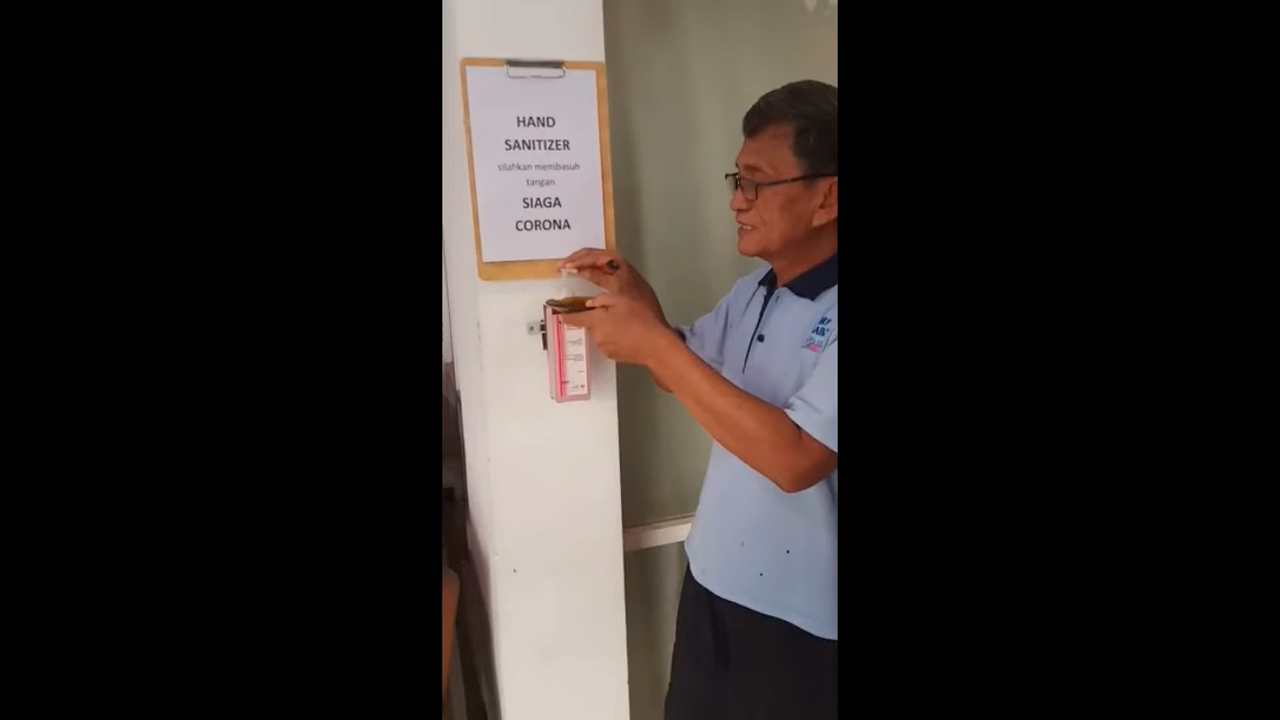 HAND
SANITIZER
silahkan membasuh
tangan
SIAGA
CORONA